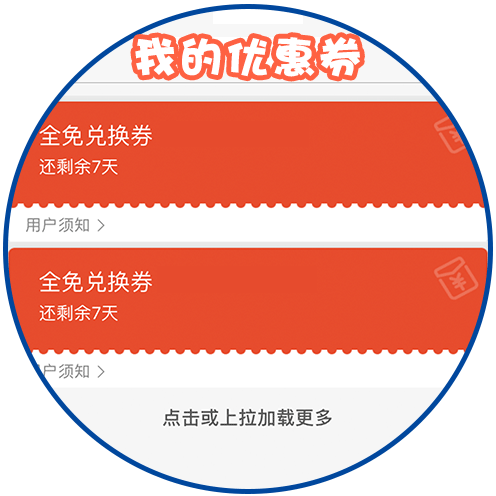 我的优惠券
全免兑换券
还剩余7天
用户须知 >
全免兑换券
还剩余7天
户须知 >
点击或上拉加载更多